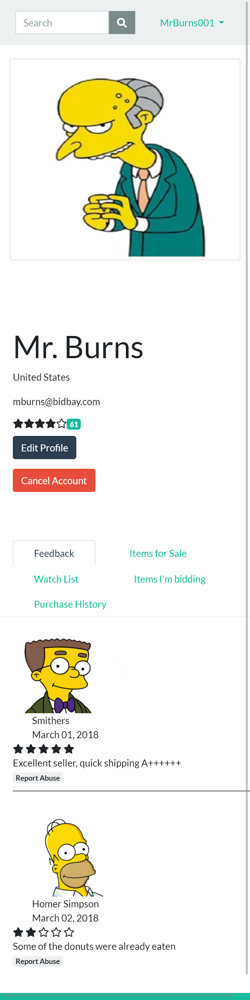 Search
MrBurns001
Mr. Burns
United States
mburns@bidbay.com
61
Edit Profile
Cancel Account
Feedback
Items for Sale
Watch List
Items I'm bidding
Purchase History
Smithers
March 01, 2018
Excellent seller, quick shipping A++++++
Report Abuse
Homer Simpson
March 02, 2018
Some of the donuts were already eaten
Report Abuse